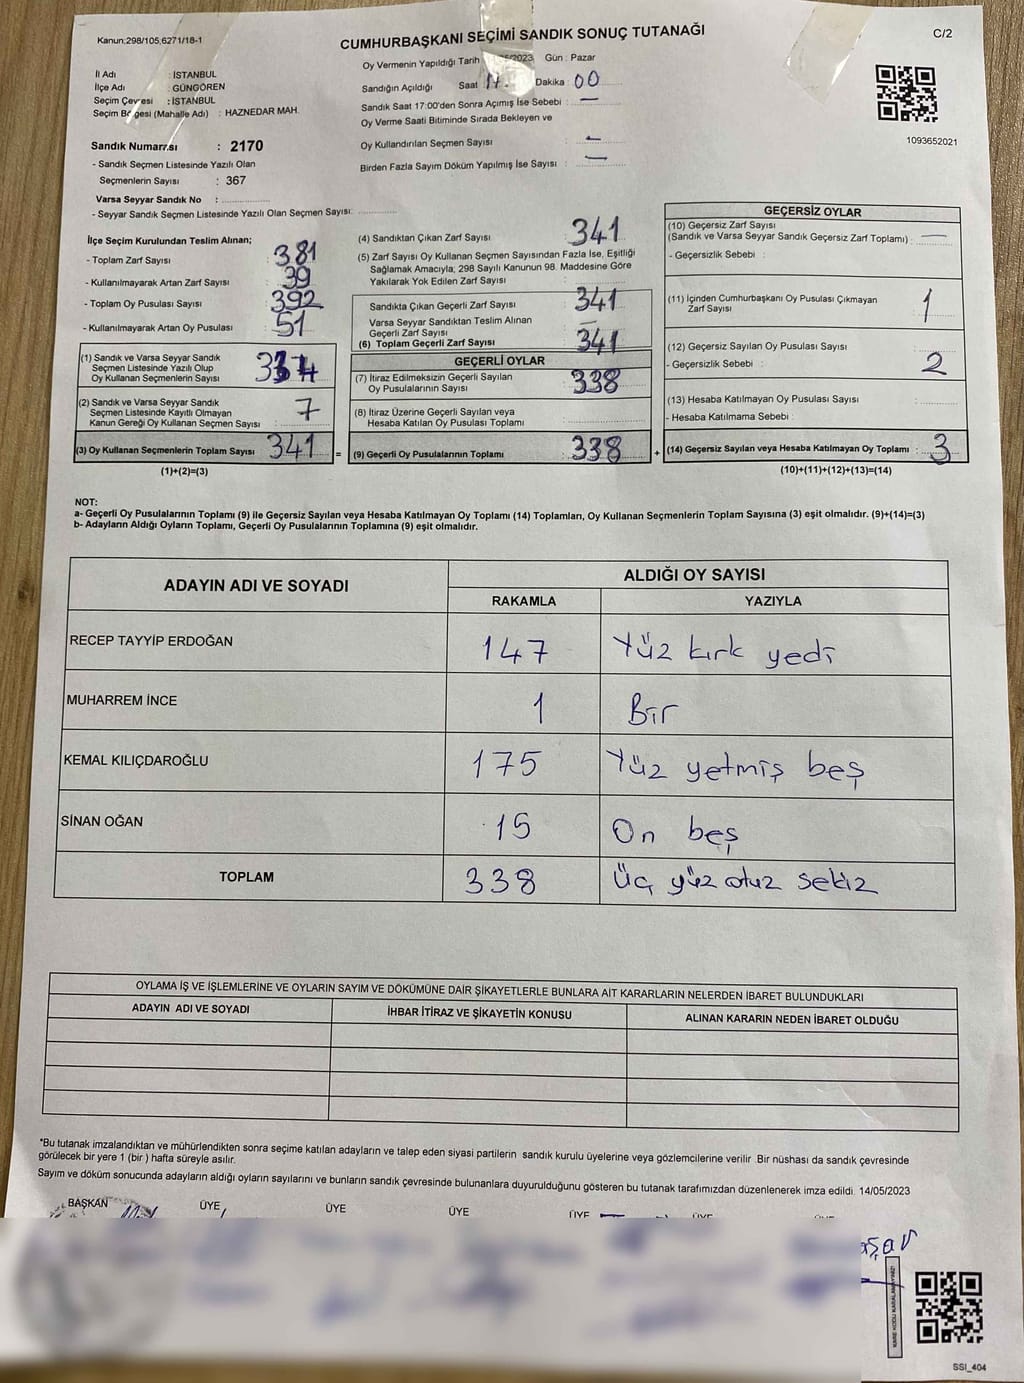 Kanun:298/105,6271/18-1
CUMHURBAŞKANI SEÇİMİ SANDIK SONUÇ TUTANAĞI
C/2
İl Adı : İSTANBUL
İlçe Adı : GÜNGÖREN
Seçim Çevresi : İSTANBUL
Seçim Bölgesi (Mahalle Adı) : HAZNEDAR MAH.
Sandık Numarası : 2170
- Sandık Seçmen Listesinde Yazılı Olan
Seçmenlerin Sayısı : 367
Varsa Seyyar Sandık No :
- Seyyar Sandık Seçmen Listesinde Yazılı Olan Seçmen Sayısı:
Oy Vermenin Yapıldığı Tarih 2023 Gün : Pazar
Sandığın Açıldığı Saat 17. Dakika : 00
Sandık Saat 17:00'den Sonra Açımış İse Sebebi : —
Oy Verme Saati Bitiminde Sırada Bekleyen ve
Oy Kullandırılan Seçmen Sayısı : —
Birden Fazla Sayım Döküm Yapılmış İse Sayısı : —
1093652021
İlçe Seçim Kurulundan Teslim Alınan;
- Toplam Zarf Sayısı : 381
- Kullanılmayarak Artan Zarf Sayısı : 39
- Toplam Oy Pusulası Sayısı : 392
- Kullanılmayarak Artan Oy Pusulası : 51
(1) Sandık ve Varsa Seyyar Sandık
Seçmen Listesinde Yazılı Olup
Oy Kullanan Seçmenlerin Sayısı : 334
(2) Sandık ve Varsa Seyyar Sandık
Seçmen Listesinde Kayıtlı Olmayan
Kanun Gereği Oy Kullanan Seçmen Sayısı : 7
(3) Oy Kullanan Seçmenlerin Toplam Sayısı : 341 =
(1)+(2)=(3)
(4) Sandıktan Çıkan Zarf Sayısı : 341
(5) Zarf Sayısı Oy Kullanan Seçmen Sayısından Fazla İse, Eşitliği
Sağlamak Amacıyla, 298 Sayılı Kanunun 98. Maddesine Göre
Yakılarak Yok Edilen Zarf Sayısı :
Sandıkta Çıkan Geçerli Zarf Sayısı : 341
Varsa Seyyar Sandıktan Teslim Alınan
Geçerli Zarf Sayısı : —
(6) Toplam Geçerli Zarf Sayısı : 341
GEÇERLİ OYLAR
(7) İtiraz Edilmeksizin Geçerli Sayılan
Oy Pusulalarının Sayısı : 338
(8) İtiraz Üzerine Geçerli Sayılan veya
Hesaba Katılan Oy Pusulası Toplamı :
(9) Geçerli Oy Pusulalarının Toplamı : 338 +
GEÇERSİZ OYLAR
(10) Geçersiz Zarf Sayısı
(Sandık ve Varsa Seyyar Sandık Geçersiz Zarf Toplamı) : —
- Geçersizlik Sebebi :
(11) İçinden Cumhurbaşkanı Oy Pusulası Çıkmayan
Zarf Sayısı : 1
(12) Geçersiz Sayılan Oy Pusulası Sayısı
- Geçersizlik Sebebi : 2
(13) Hesaba Katılmayan Oy Pusulası Sayısı
- Hesaba Katılmama Sebebi :
(14) Geçersiz Sayılan veya Hesaba Katılmayan Oy Toplamı : 3
(10)+(11)+(12)+(13)=(14)
NOT:
a- Geçerli Oy Pusulalarının Toplamı (9) ile Geçersiz Sayılan veya Hesaba Katılmayan Oy Toplamı (14) Toplamları, Oy Kullanan Seçmenlerin Toplam Sayısına (3) eşit olmalıdır. (9)+(14)=(3)
b- Adayların Aldığı Oyların Toplamı, Geçerli Oy Pusulalarının Toplamına (9) eşit olmalıdır.
ADAYIN ADI VE SOYADI ALDIĞI OY SAYISI
RAKAMLA YAZIYLA
RECEP TAYYİP ERDOĞAN 147 Yüz kırk yedi
MUHARREM İNCE 1 Bir
KEMAL KILIÇDAROĞLU 175 Yüz yetmiş beş
SİNAN OĞAN 15 On beş
TOPLAM 338 Üç yüz otuz sekiz
OYLAMA İŞ VE İŞLEMLERİNE VE OYLARIN SAYIM VE DÖKÜMÜNE DAİR ŞİKAYETLERLE BUNLARA AİT KARARLARIN NELERDEN İBARET BULUNDUKLARI
ADAYIN ADI VE SOYADI İHBAR İTİRAZ VE ŞİKAYETİN KONUSU ALINAN KARARIN NEDEN İBARET OLDUĞU
*Bu tutanak imzalandıktan ve mühürlendikten sonra seçime katılan adayların ve talep eden siyasi partilerin sandık kurulu üyelerine veya gözlemcilerine verilir. Bir nüshası da sandık çevresinde
görülecek bir yere 1 (bir) hafta süreyle asılır.
Sayım ve döküm sonucunda adayların aldığı oyların sayılarını ve bunların sandık çevresinde bulunanlara duyurulduğunu gösteren bu tutanak tarafımızdan düzenlenerek imza edildi. 14/05/2023
BAŞKAN ÜYE ÜYE ÜYE ÜYE ÜYE
SSI_404